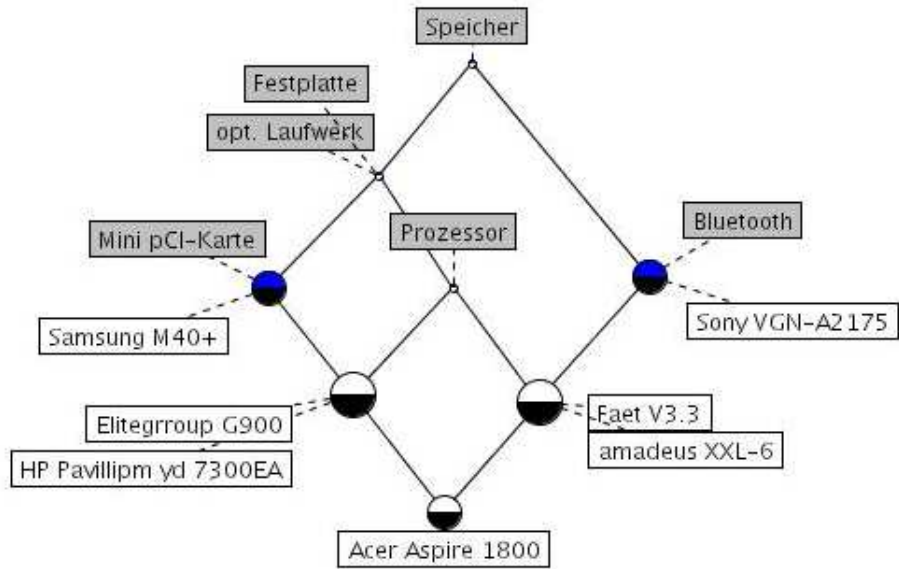 Speicher
Festplatte
opt. Laufwerk
Mini pCI-Karte
Prozessor
Bluetooth
Samsung M40+
Sony VGN-A2175
Elitegrroup G900
Faet V3.3
HP Pavillipm yd 7300EA
amadeus XXL-6
Acer Aspire 1800